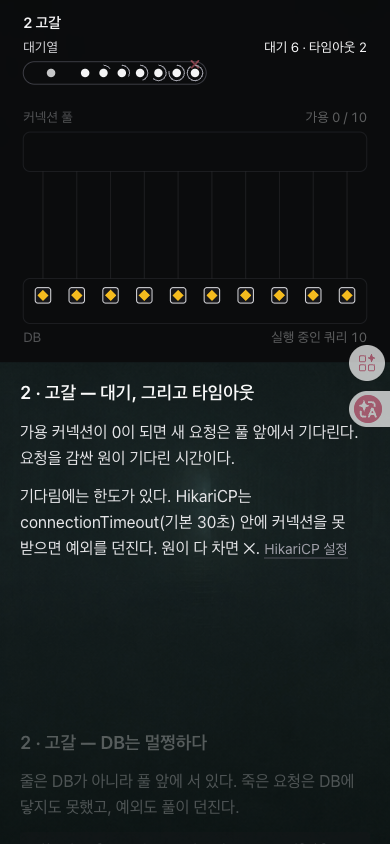 2 고갈
대기열 대기 6 · 타임아웃 2
커넥션 풀 가용 0 / 10
DB 실행 중인 쿼리 10
2 · 고갈 — 대기, 그리고 타임아웃
가용 커넥션이 0이 되면 새 요청은 풀 앞에서 기다린다.
요청을 감싼 원이 기다린 시간이다.
기다림에는 한도가 있다. HikariCP는
connectionTimeout(기본 30초) 안에 커넥션을 못
받으면 예외를 던진다. 원이 다 차면 ✕. HikariCP 설정
2 · 고갈 — DB는 멀쩡하다
줄은 DB가 아니라 풀 앞에 서 있다. 죽은 요청은 DB에
닿지도 못했고, 예외도 풀이 던진다.